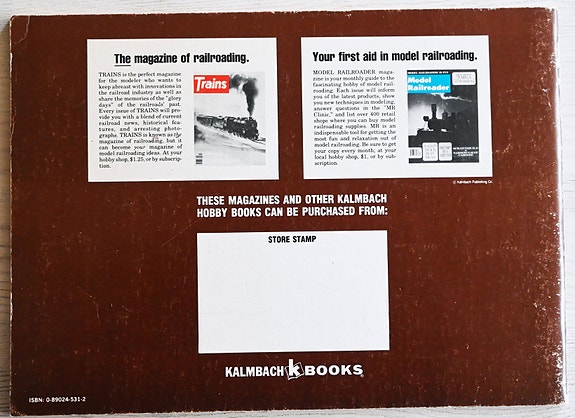 The magazine of railroading.
TRAINS is the perfect magazine
for the modeler who wants to
keep abreast with innovations in
the railroad industry as well as
share the memories of the "glory
days" of the railroads' past.
Every issue of TRAINS will pro-
vide you with a blend of current
railroad news, historical fea-
tures, and arresting photo-
graphs. TRAINS is known as the
magazine of railroading, but it
can become your magazine of
model railroading ideas. At your
hobby shop, $1.25, or by subscrip-
tion.
Trains
Your first aid in model railroading.
MODEL RAILROADER maga-
zine is your monthly guide to the
fascinating hobby of model rail-
roading. Each issue will inform
you of the latest products, show
you new techniques in modeling,
answer questions in the "MR
Clinic," and list over 400 retail
shops where you can buy model
railroading supplies. MR is an
indispensable tool for getting the
most fun and relaxation out of
model railroading. Be sure to get
your copy every month; at your
local hobby shop, $1, or by sub-
scription.
Model
Railroader
© Kalmbach Publishing Co.
THESE MAGAZINES AND OTHER KALMBACH
HOBBY BOOKS CAN BE PURCHASED FROM:
STORE STAMP
KALMBACH k BOOKS
ISBN: 0-89024-531-2